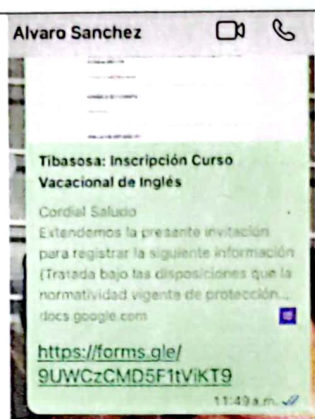 Alvaro Sanchez
Tibasosa: Inscripción Curso
Vacacional de Inglés
Cordial Saludo
Extendemos la presente invitación
para registrar la siguiente información
(Tratada bajo las disposiciones que la
normatividad vigente de protección...
docs.google.com
https://forms.gle/
9UWCzCMD5F1tViKT9
11:49 a.m.